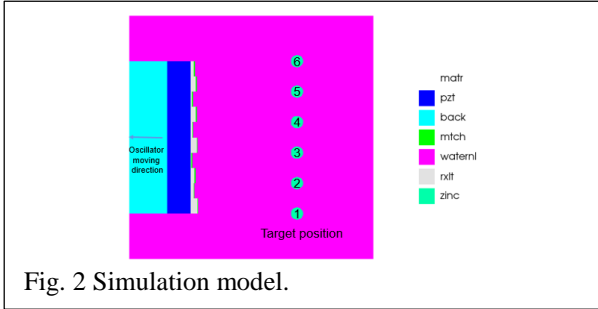 6
5
4
3
2
1
Oscillator
moving
direction
Target position
matr
pzt
back
mtch
waternl
rxlt
zinc
Fig. 2 Simulation model.